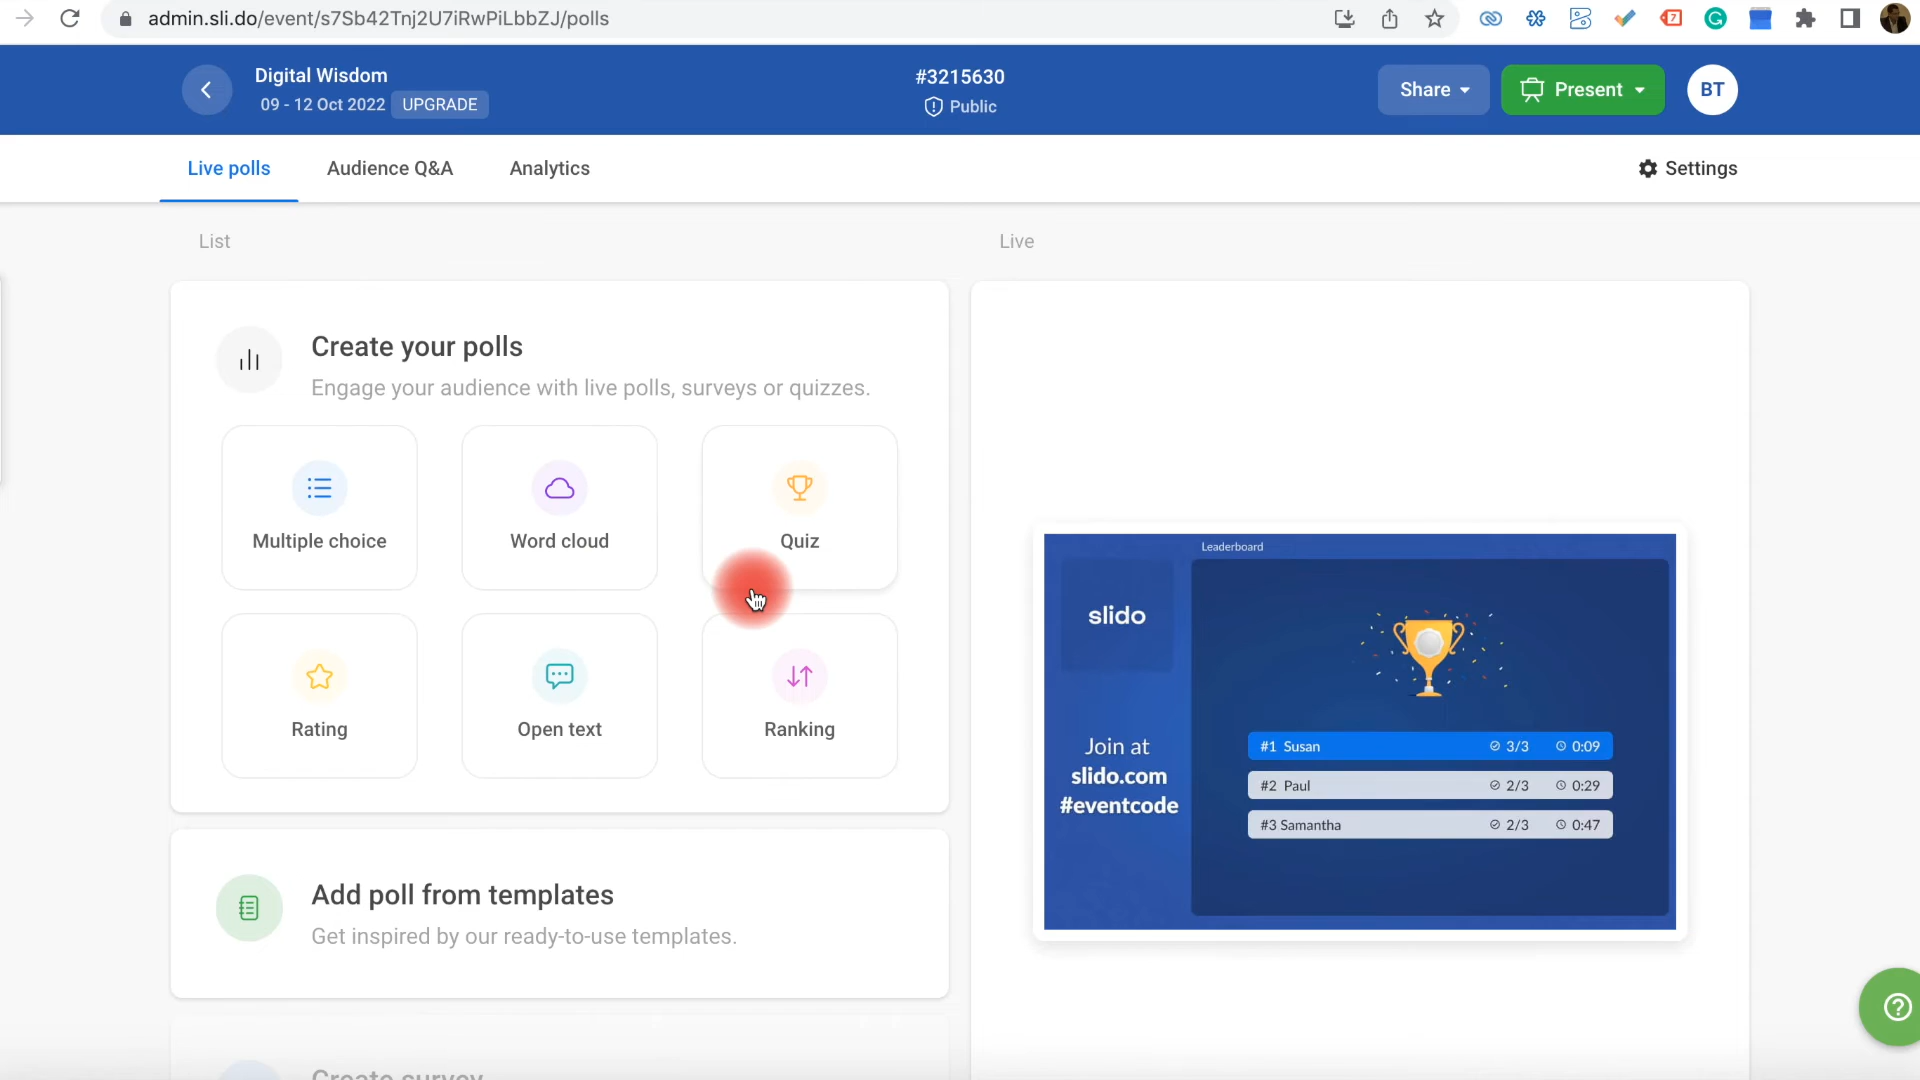 admin.sli.do/event/s7Sb42Tnj2U7iRwPiLbbZJ/polls
7
Digital Wisdom
09 - 12 Oct 2022 UPGRADE
#3215630
Public
Share
Present
BT
Live polls
Audience Q&A
Analytics
Settings
List
Live
Create your polls
Engage your audience with live polls, surveys or quizzes.
Multiple choice
Word cloud
Quiz
Rating
Open text
Ranking
Add poll from templates
Get inspired by our ready-to-use templates.
Create survey
Leaderboard
slido
Join at
slido.com
#eventcode
#1 Susan 3/3 0:09
#2 Paul 2/3 0:29
#3 Samantha 2/3 0:47